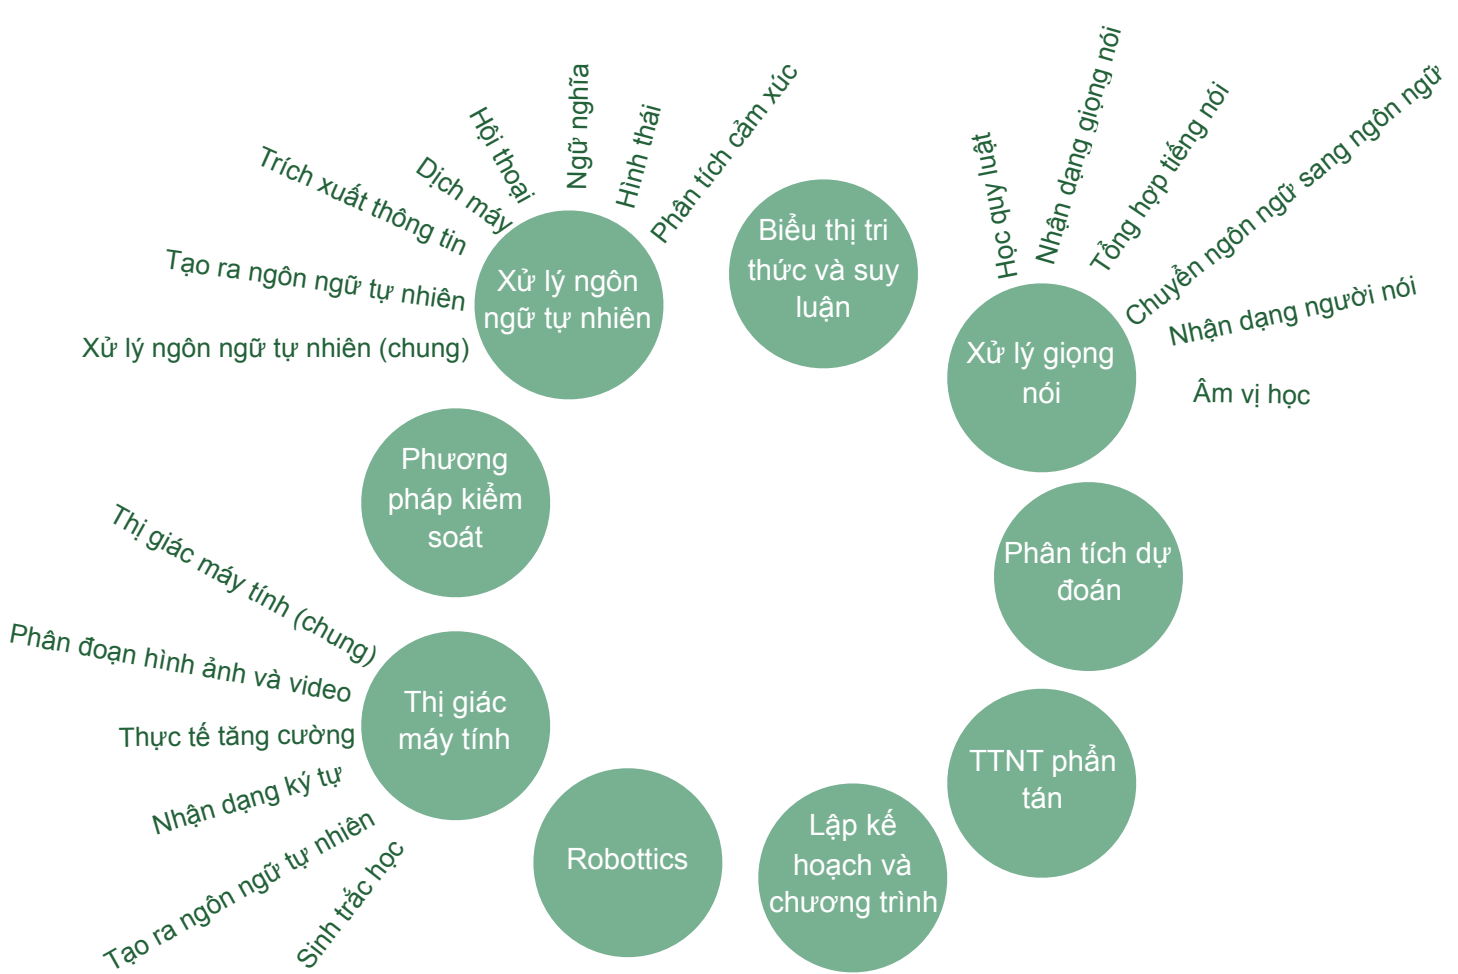 Xử lý ngôn ngữ tự nhiên (chung)
Tạo ra ngôn ngữ tự nhiên
Trích xuất thông tin
Dịch máy
Hội thoại
Ngữ nghĩa
Hình thái
Phân tích cảm xúc
Xử lý ngôn
ngữ tự nhiên
Biểu thị tri
thức và suy
luận
Học quy luật
Nhận dạng giọng nói
Tổng hợp tiếng nói
Chuyển ngôn ngữ sang ngôn ngữ
Nhận dạng người nói
Âm vị học
Xử lý giọng
nói
Phân tích dự
đoán
TTNT phẩn
tán
Lập kế
hoạch và
chương trình
Robottics
Thị giác máy tính (chung)
Phân đoạn hình ảnh và video
Thực tế tăng cường
Nhận dạng ký tự
Tạo ra ngôn ngữ tự nhiên
Sinh trắc học
Thị giác
máy tính
Phương
pháp kiểm
soát